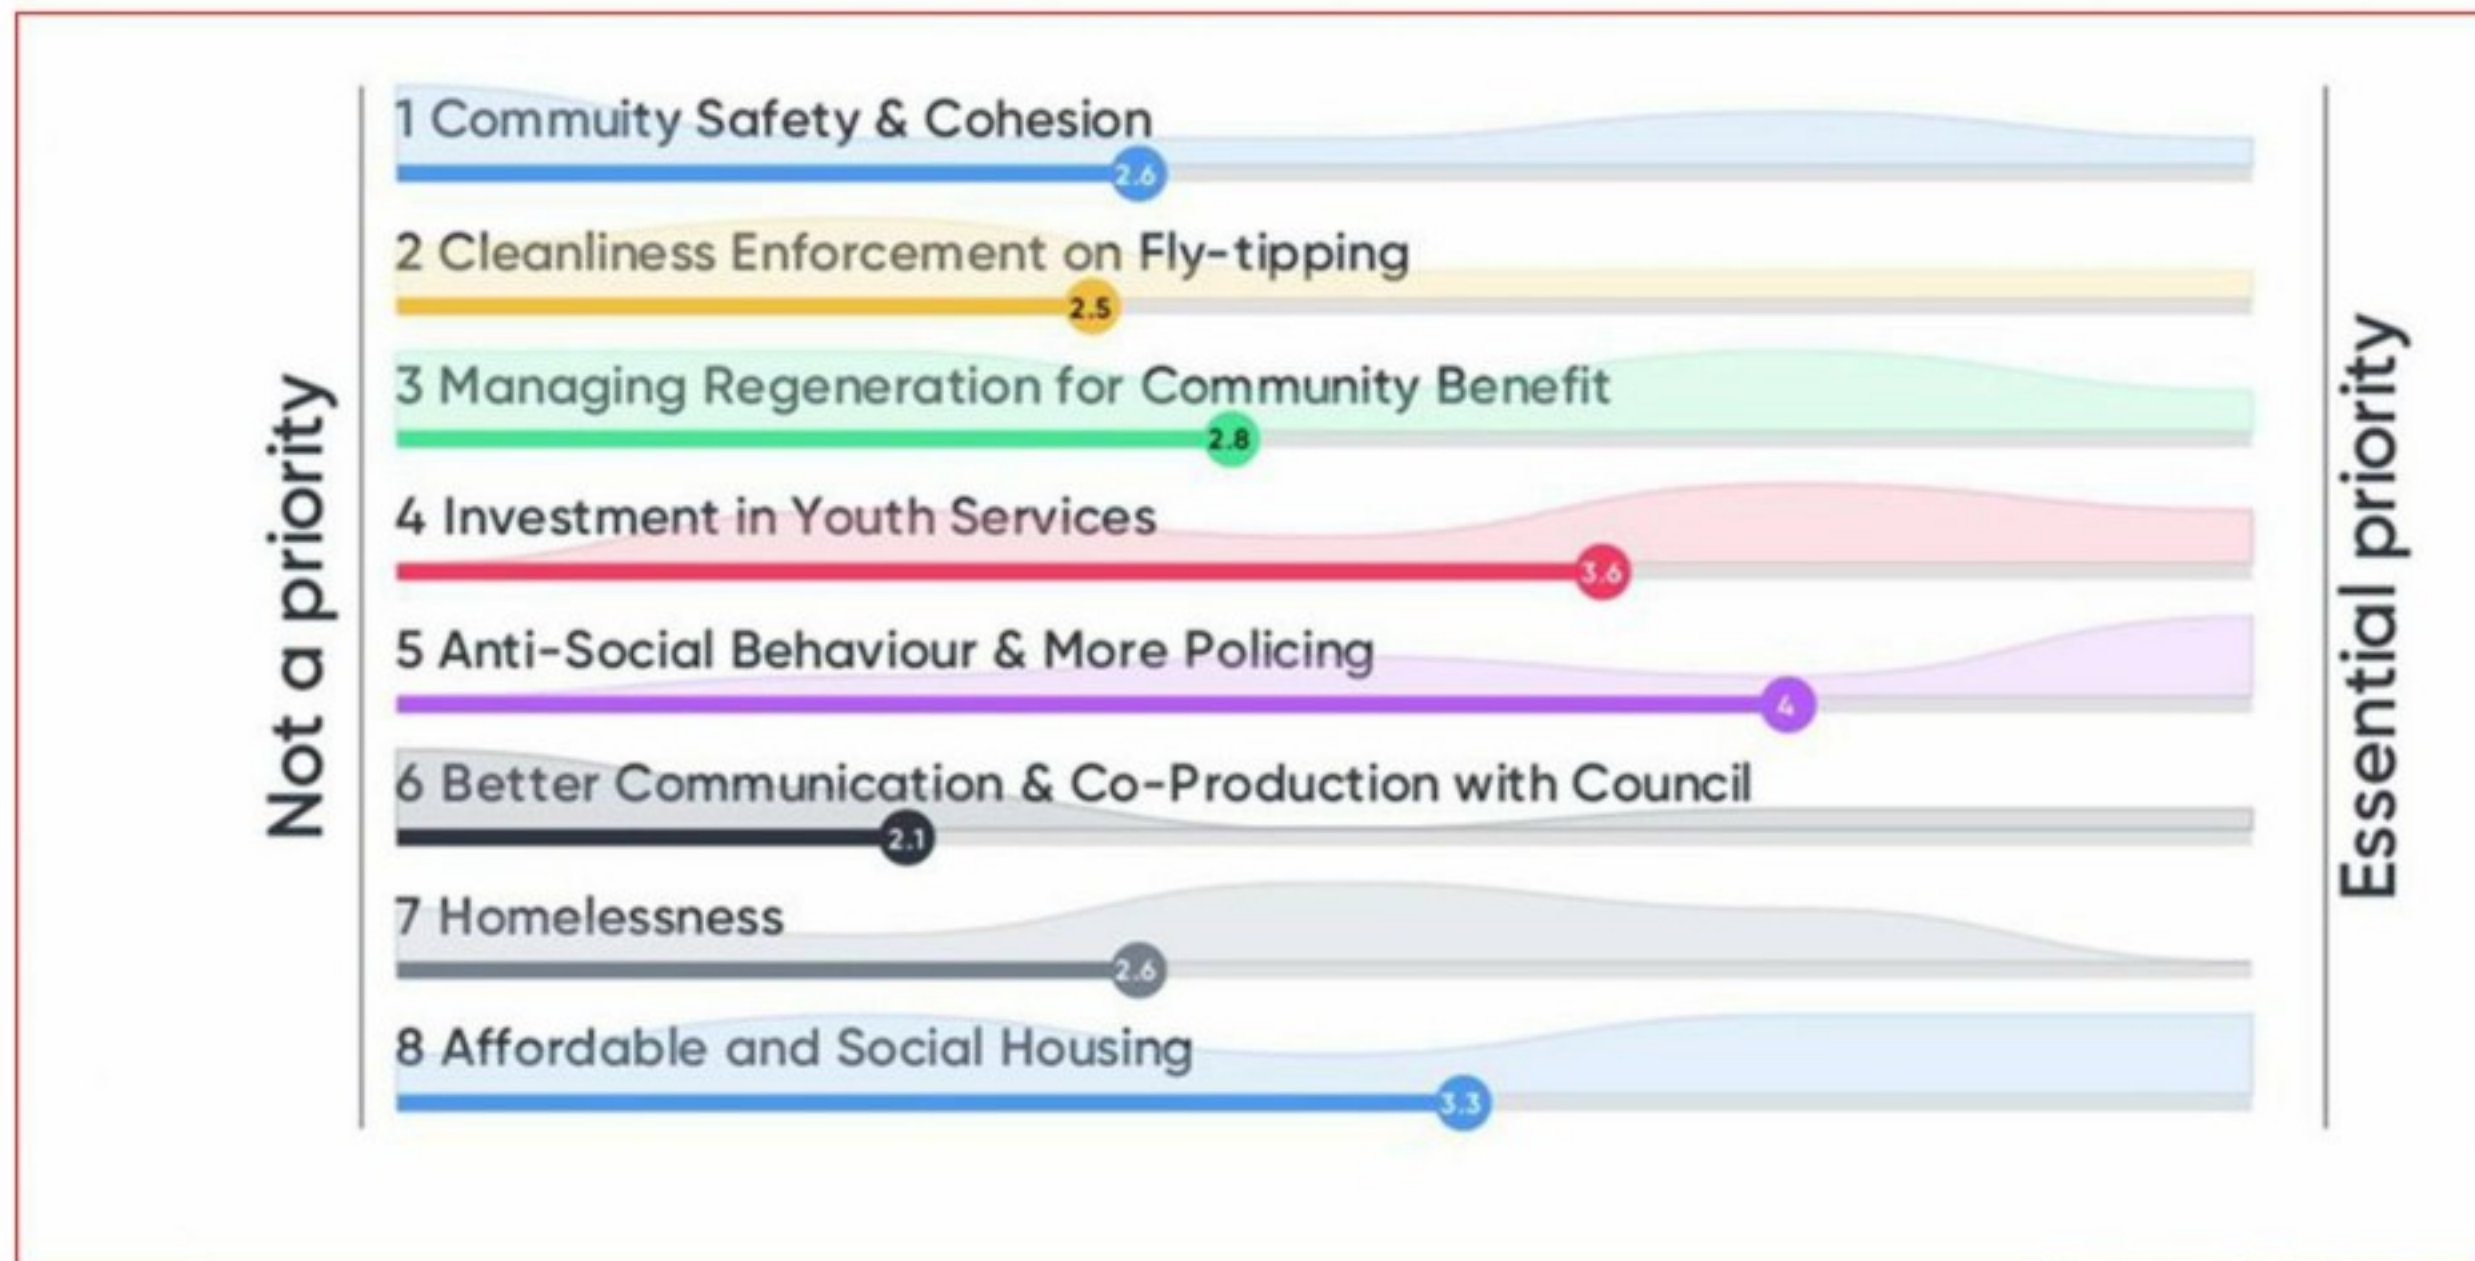 1 Commuity Safety & Cohesion
2.6
2 Cleanliness Enforcement on Fly-tipping
2.5
3 Managing Regeneration for Community Benefit
2.8
4 Investment in Youth Services
3.6
5 Anti-Social Behaviour & More Policing
4
6 Better Communication & Co-Production with Council
2.1
7 Homelessness
2.6
8 Affordable and Social Housing
3.3
Not a priority
Essential priority